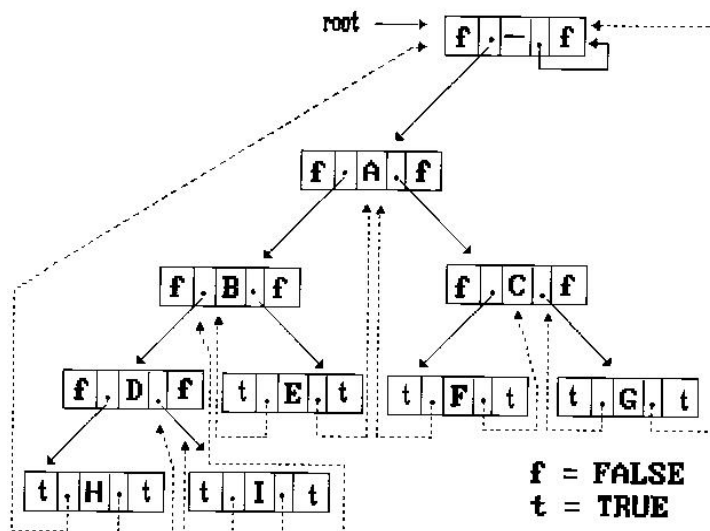 root
f . – . f
f . A . f
f . B . f
f . C . f
f . D . f
t . E . t
t . F . t
t . G . t
t . H . t
t . I . t
f = FALSE
t = TRUE